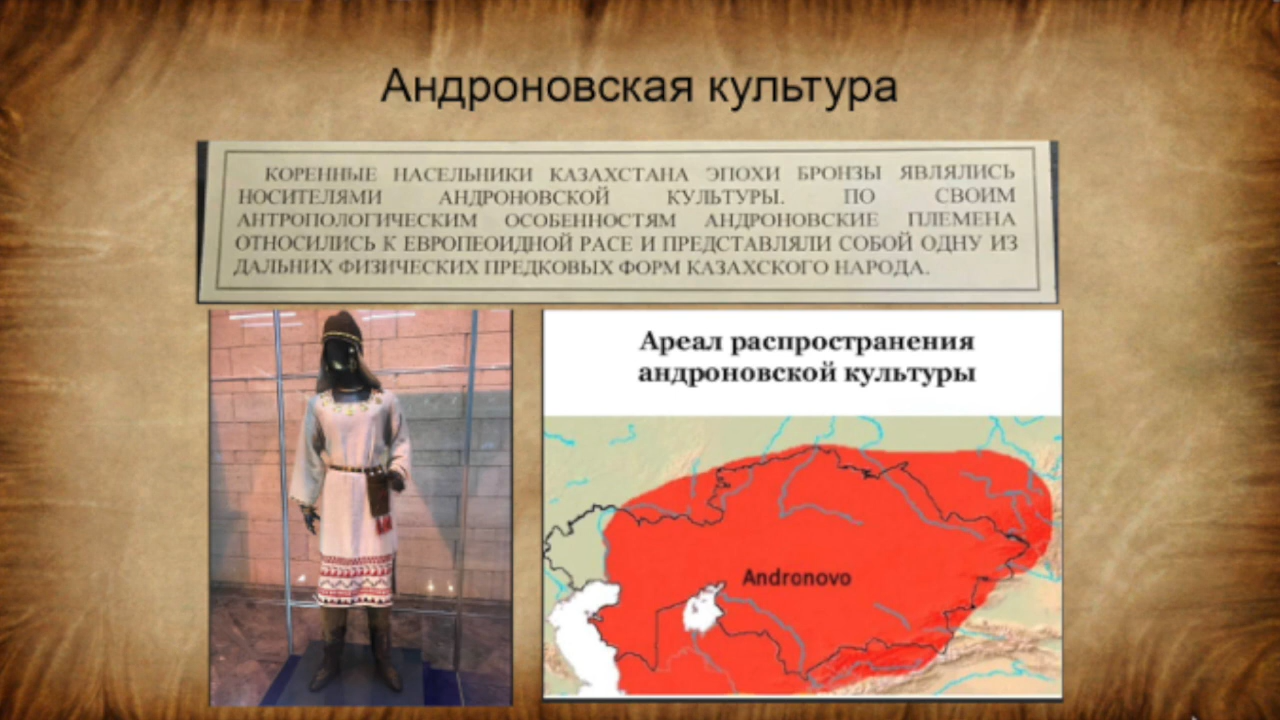 Андроновская культура
КОРЕННЫЕ НАСЕЛЬНИКИ КАЗАХСТАНА ЭПОХИ БРОНЗЫ ЯВЛЯЛИСЬ
НОСИТЕЛЯМИ АНДРОНОВСКОЙ КУЛЬТУРЫ. ПО СВОИМ
АНТРОПОЛОГИЧЕСКИМ ОСОБЕННОСТЯМ АНДРОНОВСКИЕ ПЛЕМЕНА
ОТНОСИЛИСЬ К ЕВРОПЕОИДНОЙ РАСЕ И ПРЕДСТАВЛЯЛИ СОБОЙ ОДНУ ИЗ
ДАЛЬНИХ ФИЗИЧЕСКИХ ПРЕДКОВЫХ ФОРМ КАЗАХСКОГО НАРОДА.
Ареал распространения
андроновской культуры
Andronovo